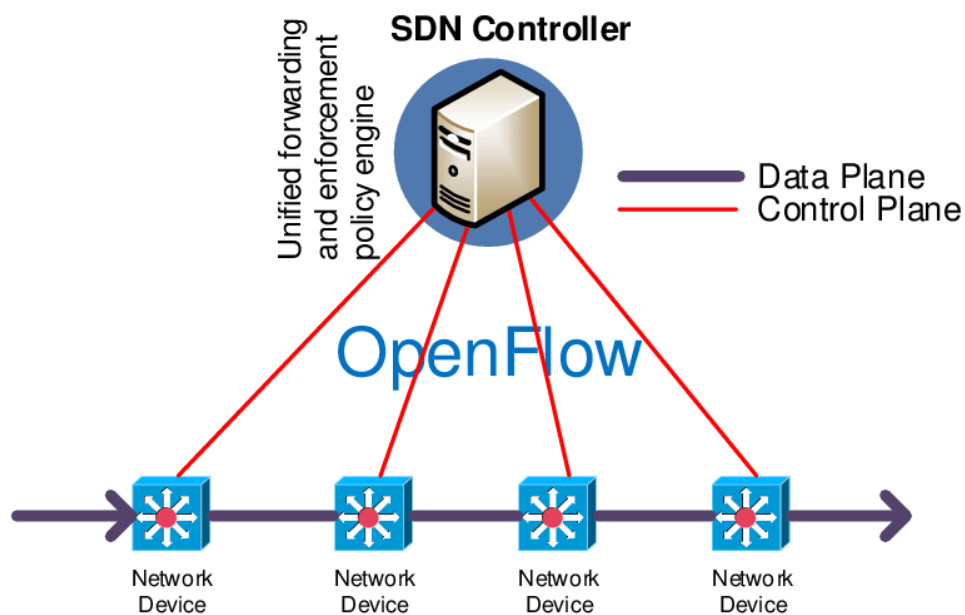 SDN Controller
Unified forwarding
and enforcement
policy engine
Data Plane
Control Plane
OpenFlow
Network
Device
Network
Device
Network
Device
Network
Device